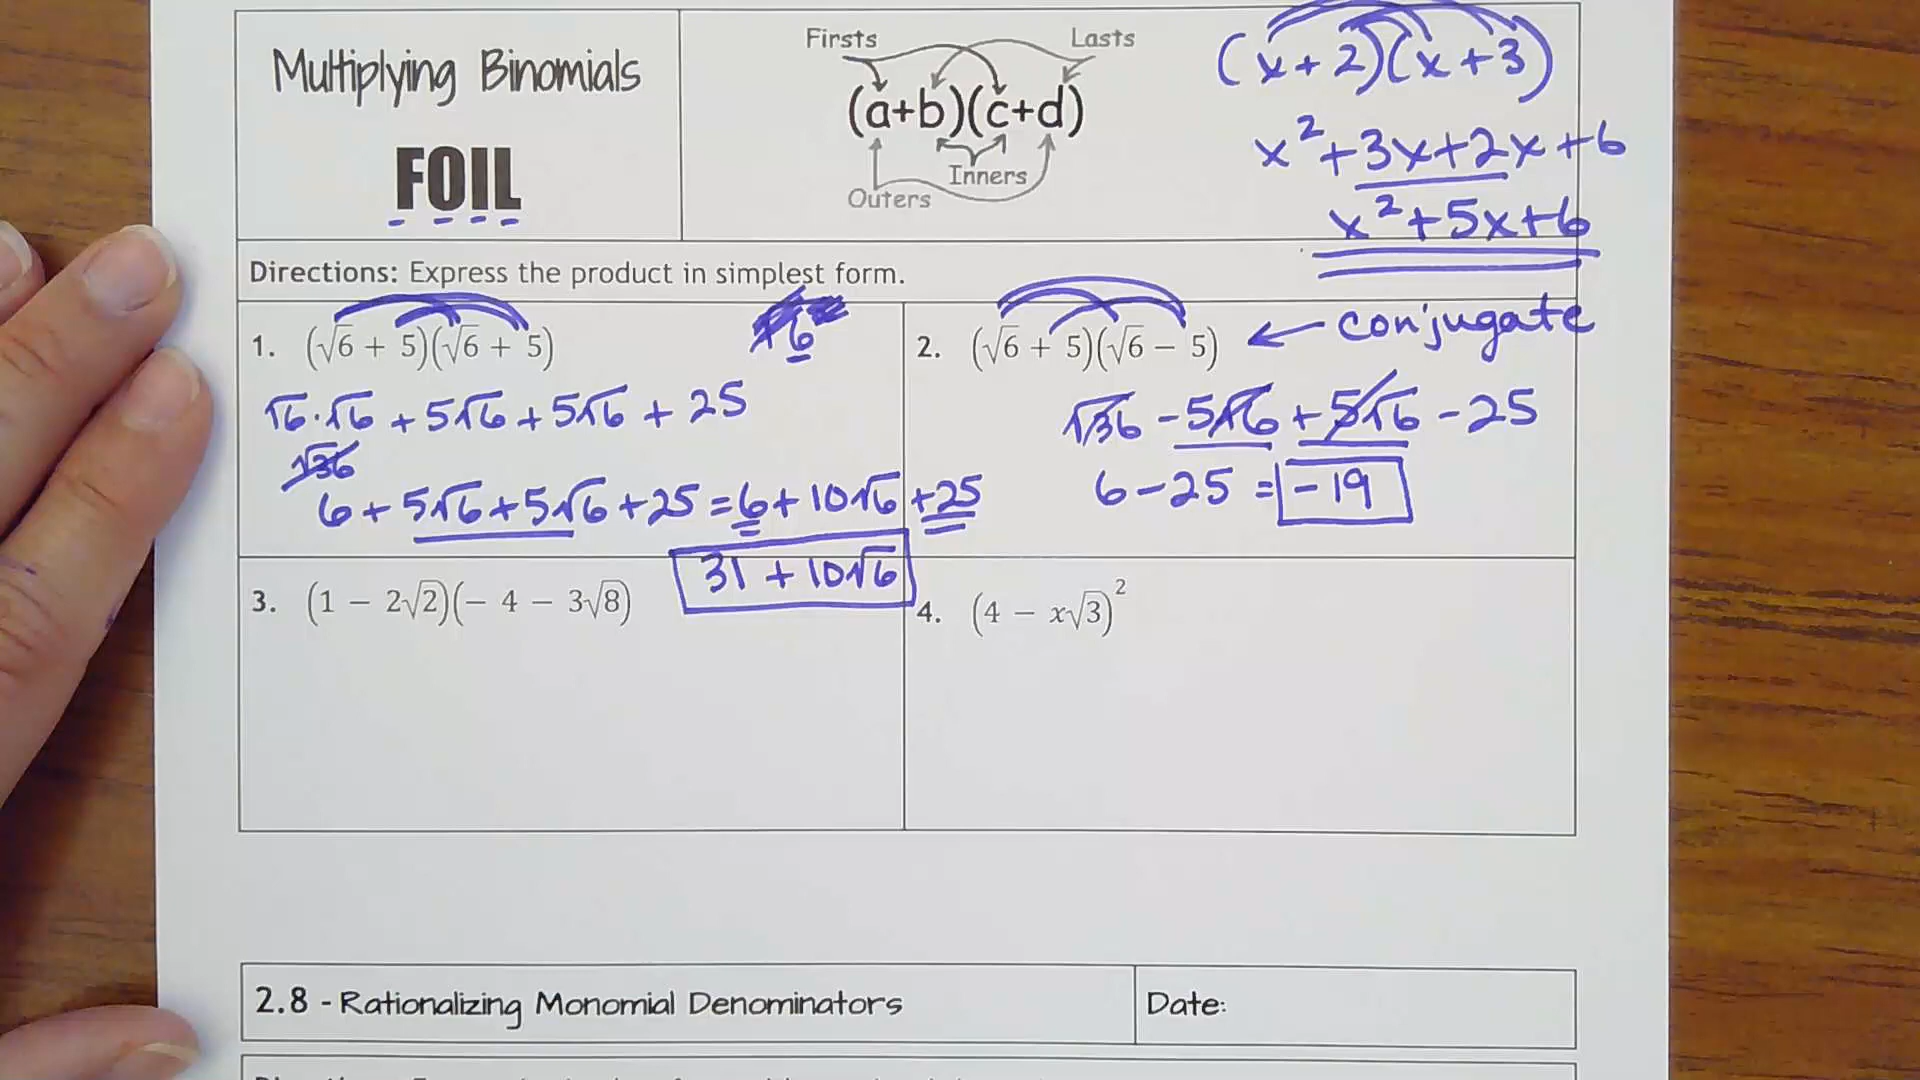 Multiplying Binomials
FOIL
Firsts Lasts
(a+b)(c+d)
Inners
Outers
(x+2)(x+3)
x²+3x+2x+6
x²+5x+6
Directions: Express the product in simplest form.
1. (√6 + 5)(√6 + 5)
√6·√6 + 5√6 + 5√6 + 25
√36
6 + 5√6 + 5√6 + 25 = 6 + 10√6 + 25
31 + 10√6
2. (√6 + 5)(√6 − 5) ← conjugate
√36 − 5√6 + 5√6 − 25
6 − 25 = −19
3. (1 − 2√2)(− 4 − 3√8)
4. (4 − x√3)²
2.8 - Rationalizing Monomial Denominators
Date: